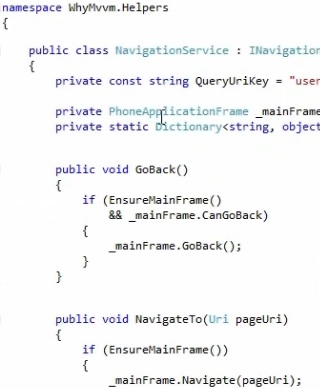 namespace WhyMvvm.Helpers
{
public class NavigationService : INavigation
{
private const string QueryUriKey = "user
private PhoneApplicationFrame _mainFrame
private static Dictionary<string, object
public void GoBack()
{
if (EnsureMainFrame()
&& _mainFrame.CanGoBack)
{
_mainFrame.GoBack();
}
}
public void NavigateTo(Uri pageUri)
{
if (EnsureMainFrame())
{
_mainFrame.Navigate(pageUri);